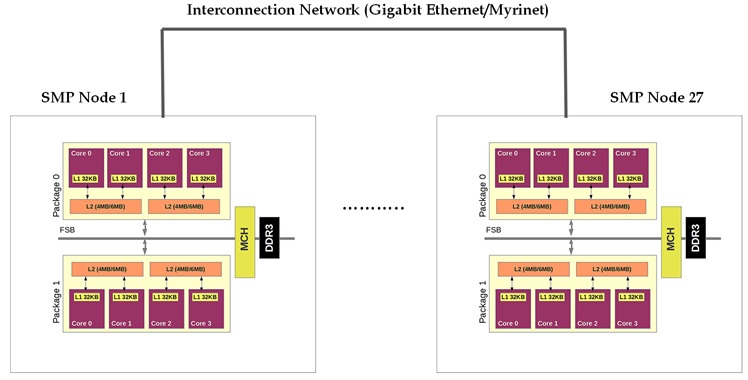 Interconnection Network (Gigabit Ethernet/Myrinet)
SMP Node 1
SMP Node 27
Package 0
Core 0 Core 1 Core 2 Core 3
L1 32KB L1 32KB L1 32KB L1 32KB
L2 (4MB/6MB) L2 (4MB/6MB)
FSB
MCH
DDR3
Package 1
L2 (4MB/6MB) L2 (4MB/6MB)
L1 32KB L1 32KB L1 32KB L1 32KB
Core 0 Core 1 Core 2 Core 3
...........
Package 0
Core 0 Core 1 Core 2 Core 3
L1 32KB L1 32KB L1 32KB L1 32KB
L2 (4MB/6MB) L2 (4MB/6MB)
FSB
MCH
DDR3
Package 1
L2 (4MB/6MB) L2 (4MB/6MB)
L1 32KB L1 32KB L1 32KB L1 32KB
Core 0 Core 1 Core 2 Core 3